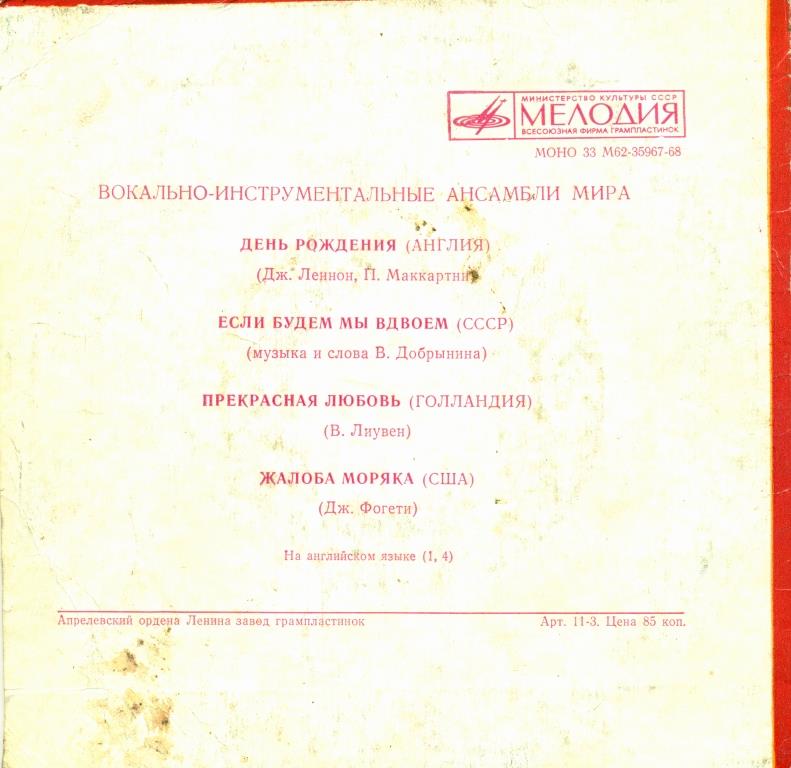 МИНИСТЕРСТВО КУЛЬТУРЫ СССР
МЕЛОДИЯ
ВСЕСОЮЗНАЯ ФИРМА ГРАМПЛАСТИНОК
МОНО 33 М62-35967-68
ВОКАЛЬНО-ИНСТРУМЕНТАЛЬНЫЕ АНСАМБЛИ МИРА
ДЕНЬ РОЖДЕНИЯ (АНГЛИЯ)
(Дж. Леннон, П. Маккартни)
ЕСЛИ БУДЕМ МЫ ВДВОЕМ (СССР)
(музыка и слова В. Добрынина)
ПРЕКРАСНАЯ ЛЮБОВЬ (ГОЛЛАНДИЯ)
(В. Лиувен)
ЖАЛОБА МОРЯКА (США)
(Дж. Фогети)
На английском языке (1, 4)
Апрелевский ордена Ленина завод грампластинок Арт. 11-3. Цена 85 коп.